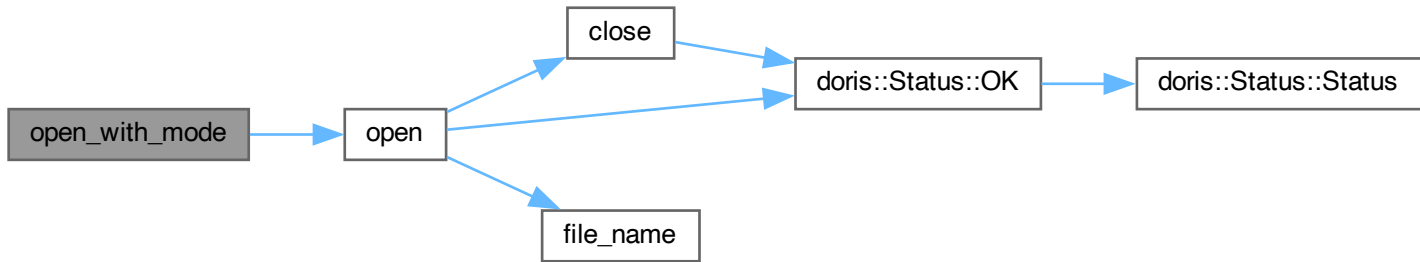 open_with_mode
open
close
file_name
doris::Status::OK
doris::Status::Status